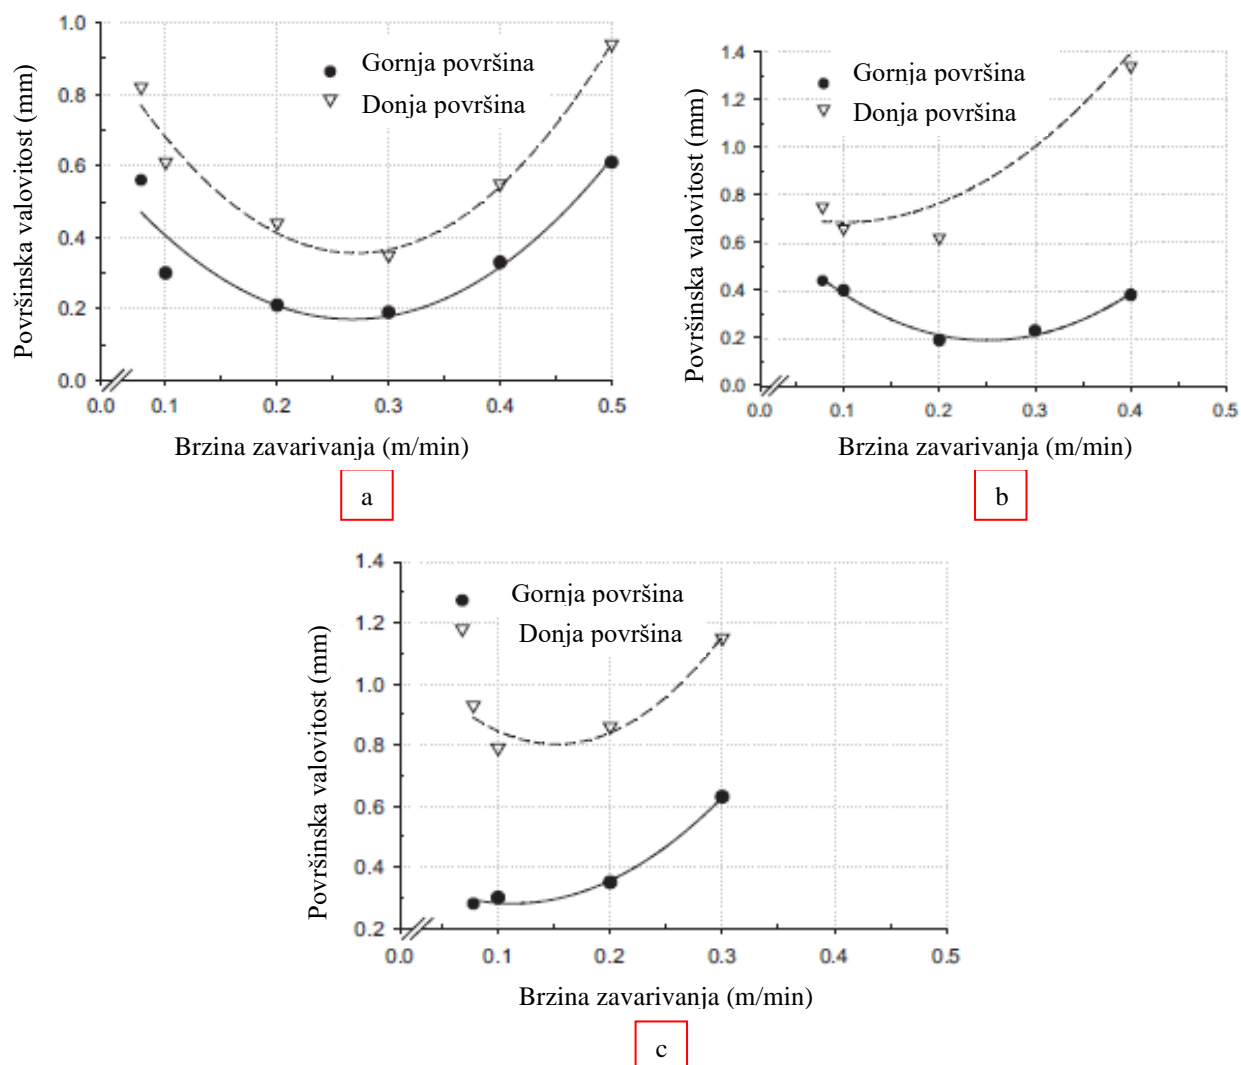 Površinska valovitost (mm)
1.0
0.8
0.6
0.4
0.2
0.0
Gornja površina
Donja površina
0.0 0.1 0.2 0.3 0.4 0.5
Brzina zavarivanja (m/min)
a
Površinska valovitost (mm)
1.4
1.2
1.0
0.8
0.6
0.4
0.2
0.0
Gornja površina
Donja površina
0.0 0.1 0.2 0.3 0.4 0.5
Brzina zavarivanja (m/min)
b
Površinska valovitost (mm)
1.4
1.2
1.0
0.8
0.6
0.4
0.2
Gornja površina
Donja površina
0.0 0.1 0.2 0.3 0.4 0.5
Brzina zavarivanja (m/min)
c